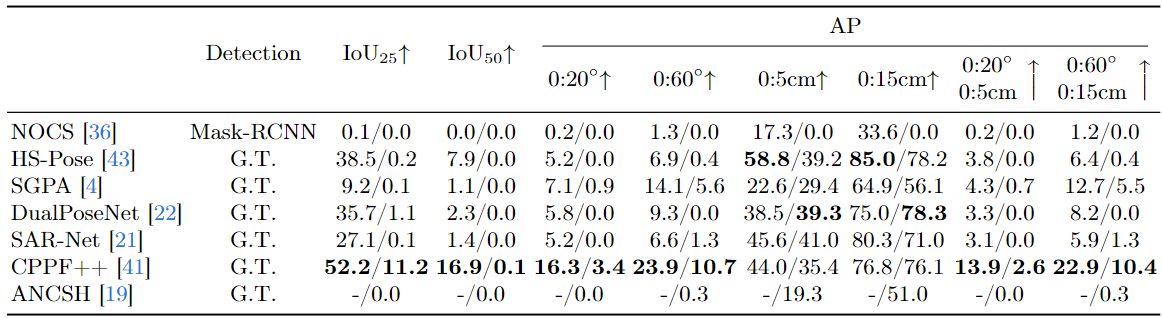 AP
Detection IoU25↑ IoU50↑ 0:20°↑ 0:60°↑ 0:5cm↑ 0:15cm↑ 0:20° 0:5cm ↑ 0:60° 0:15cm ↑
NOCS [36] Mask-RCNN 0.1/0.0 0.0/0.0 0.2/0.0 1.3/0.0 17.3/0.0 33.6/0.0 0.2/0.0 1.2/0.0
HS-Pose [43] G.T. 38.5/0.2 7.9/0.0 5.2/0.0 6.9/0.4 58.8/39.2 85.0/78.2 3.8/0.0 6.4/0.4
SGPA [4] G.T. 9.2/0.1 1.1/0.0 7.1/0.9 14.1/5.6 22.6/29.4 64.9/56.1 4.3/0.7 12.7/5.5
DualPoseNet [22] G.T. 35.7/1.1 2.3/0.0 5.8/0.0 9.3/0.0 38.5/39.3 75.0/78.3 3.3/0.0 8.2/0.0
SAR-Net [21] G.T. 27.1/0.1 1.4/0.0 5.2/0.0 6.6/1.3 45.6/41.0 80.3/71.0 3.1/0.0 5.9/1.3
CPPF++ [41] G.T. 52.2/11.2 16.9/0.1 16.3/3.4 23.9/10.7 44.0/35.4 76.8/76.1 13.9/2.6 22.9/10.4
ANCSH [19] G.T. -/0.0 -/0.0 -/0.0 -/0.3 -/19.3 -/51.0 -/0.0 -/0.3